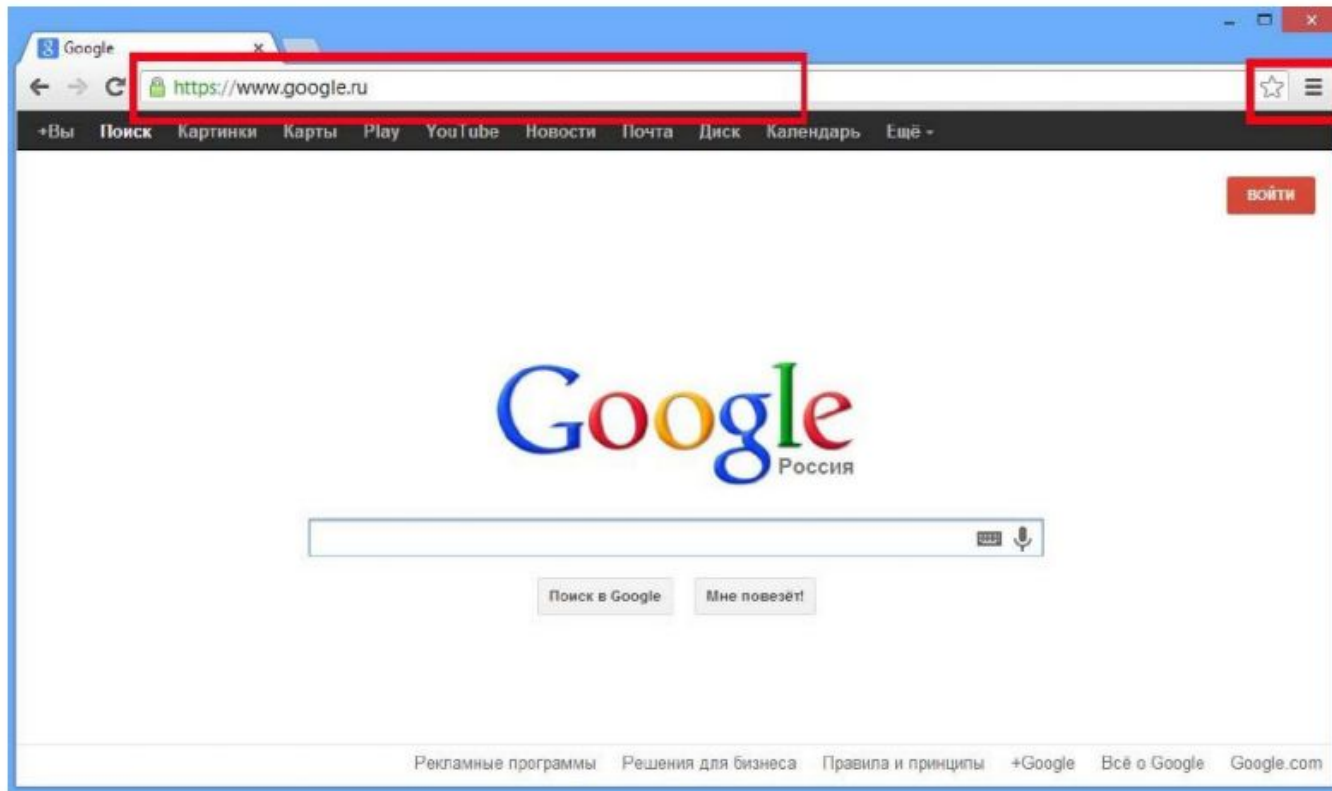 Google
https://www.google.ru
+Вы Поиск Картинки Карты Play YouTube Новости Почта Диск Календарь Ещё
войти
Google
Россия
Поиск в Google Мне повезёт!
Рекламные программы Решения для бизнеса Правила и принципы +Google Всё о Google Google.com